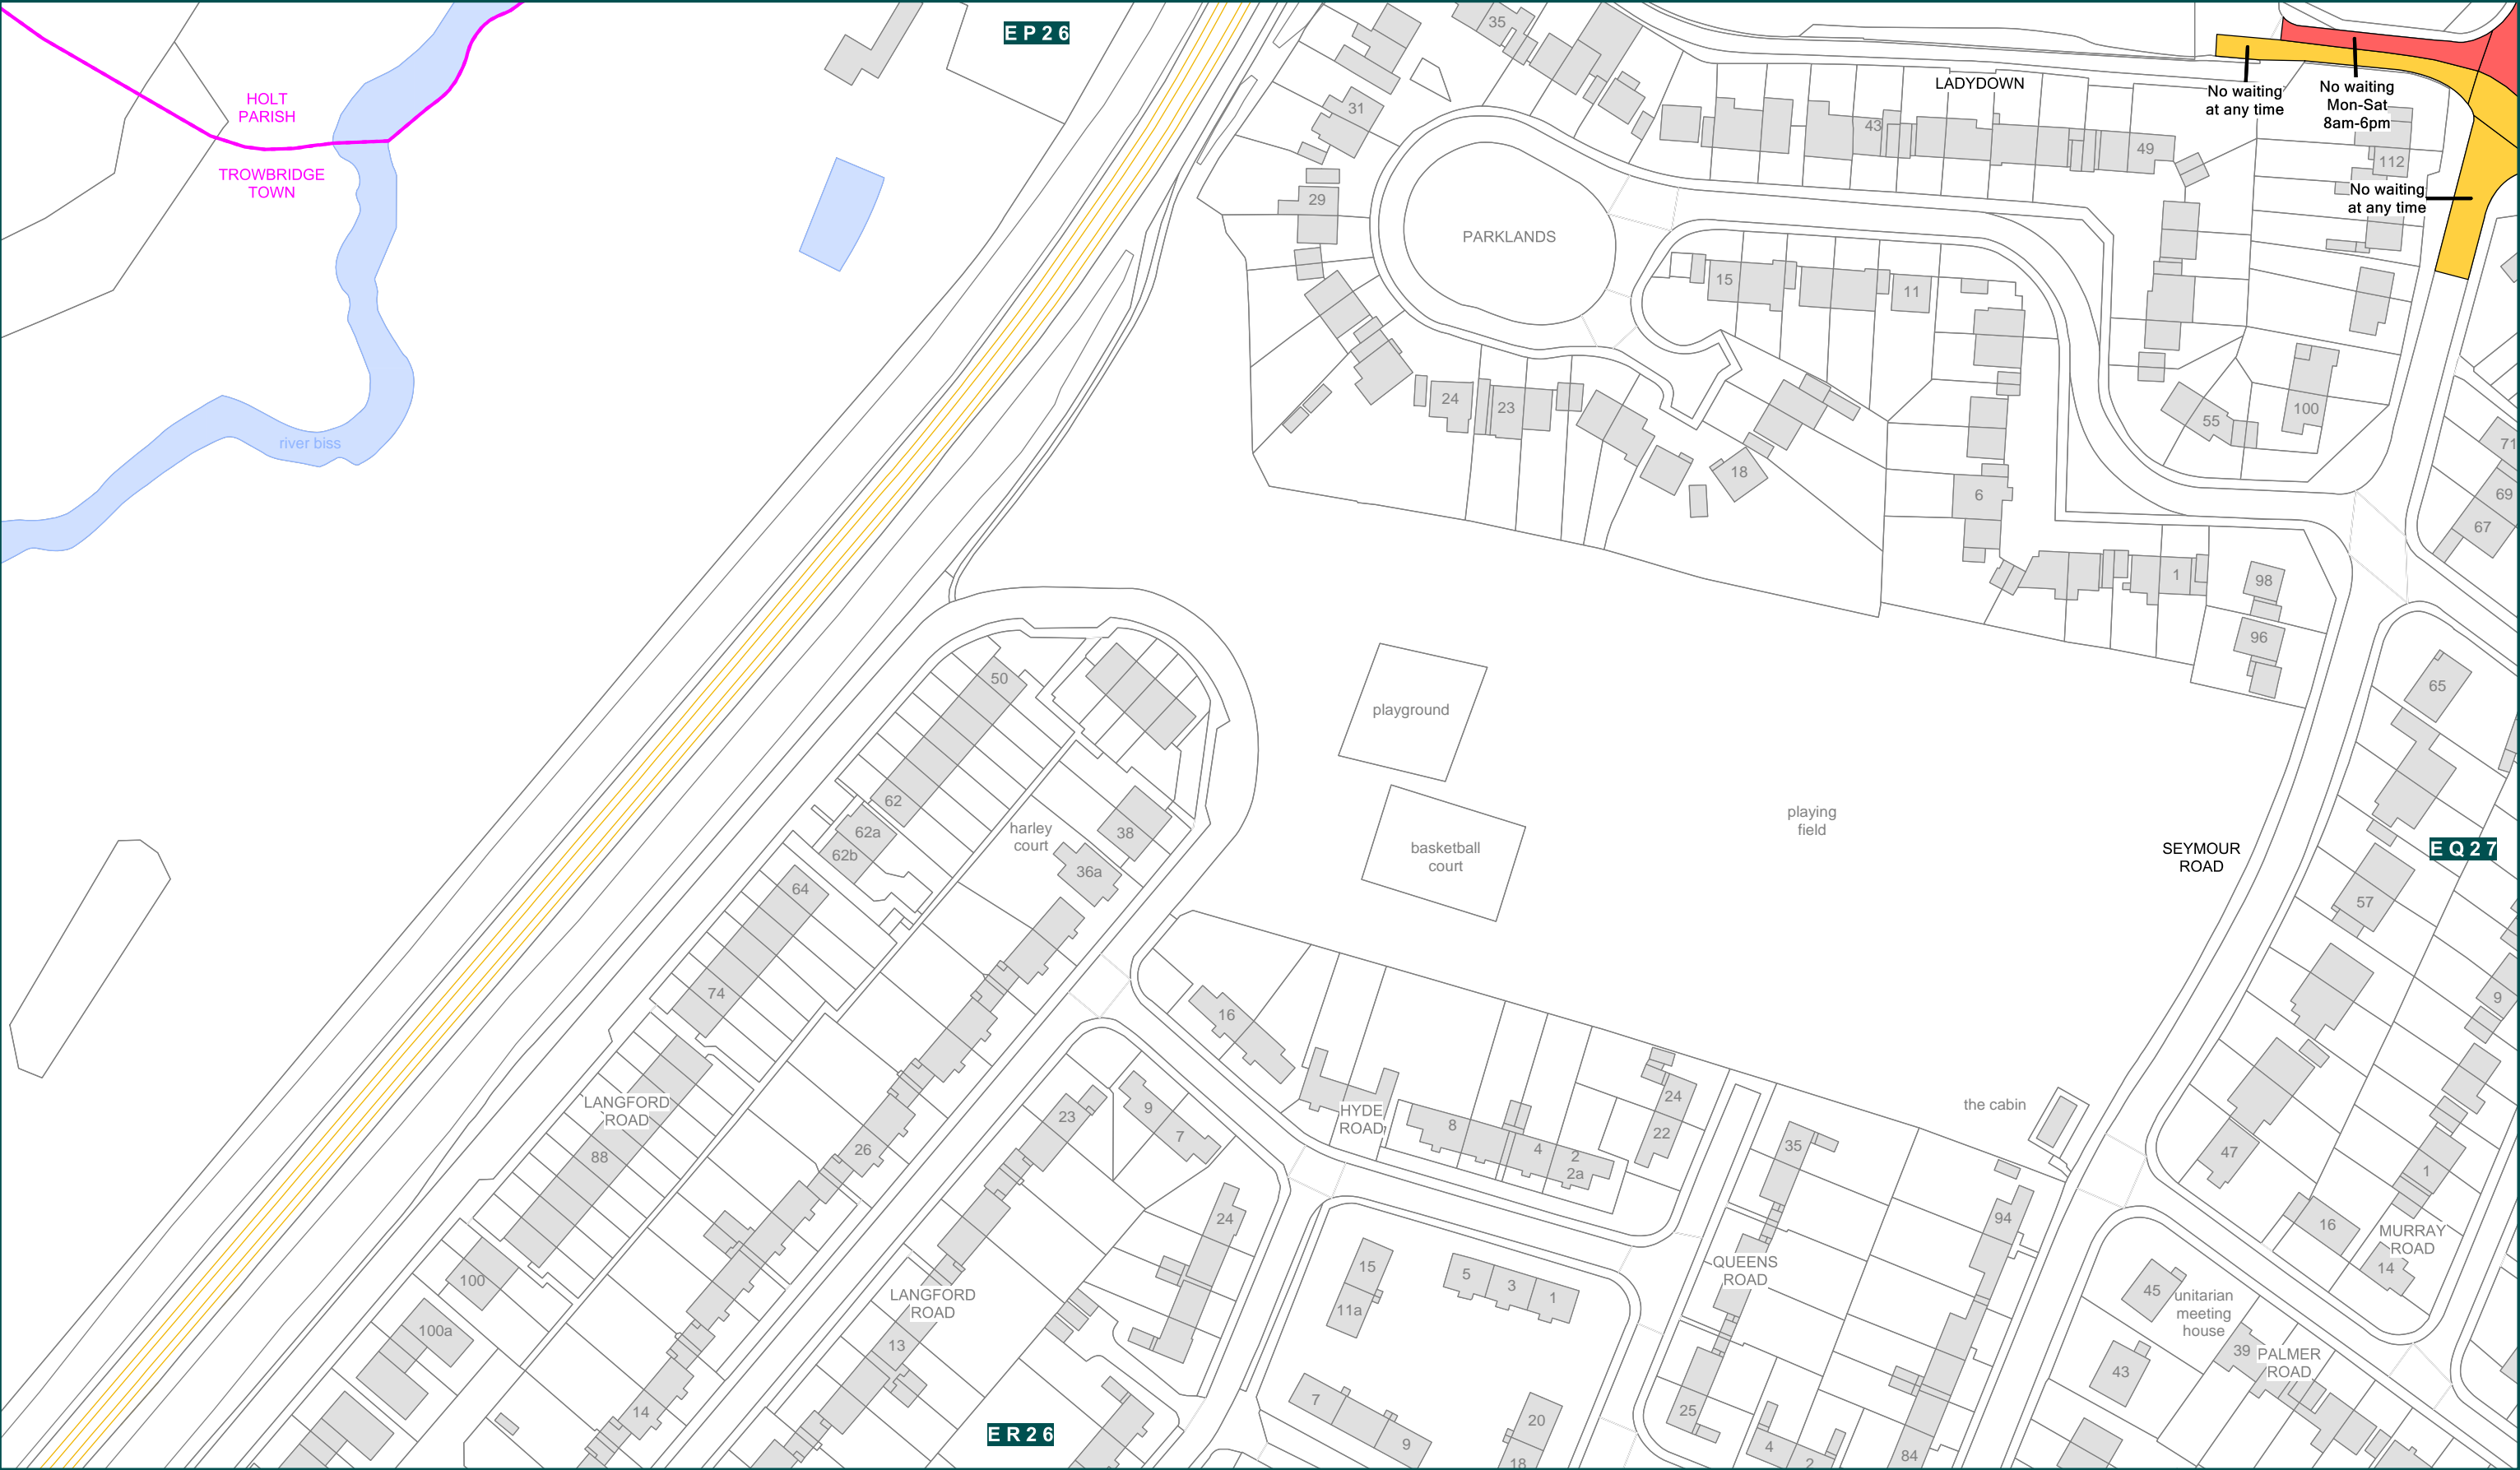 EP26
HOLT
PARISH
TROWBRIDGE
TOWN
river biss
35
31
29
PARKLANDS
LADYDOWN
43
49
No waiting
at any time
No waiting
Mon-Sat
8am-6pm
112
No waiting
at any time
15
11
24
23
18
6
55
100
71
69
67
1
98
96
65
50
62
62a
62b
64
74
harley
court
38
36a
playground
basketball
court
playing
field
SEYMOUR
ROAD
EQ27
57
9
47
1
16
MURRAY
ROAD
14
16
HYDE
ROAD
8
4
2
2a
24
22
the cabin
35
94
LANGFORD
ROAD
88
26
23
9
7
24
100
100a
LANGFORD
ROAD
13
14
15
11a
5
3
1
QUEENS
ROAD
25
45
unitarian
meeting
house
43
39
PALMER
ROAD
7
9
20
18
4
2
84
ER26